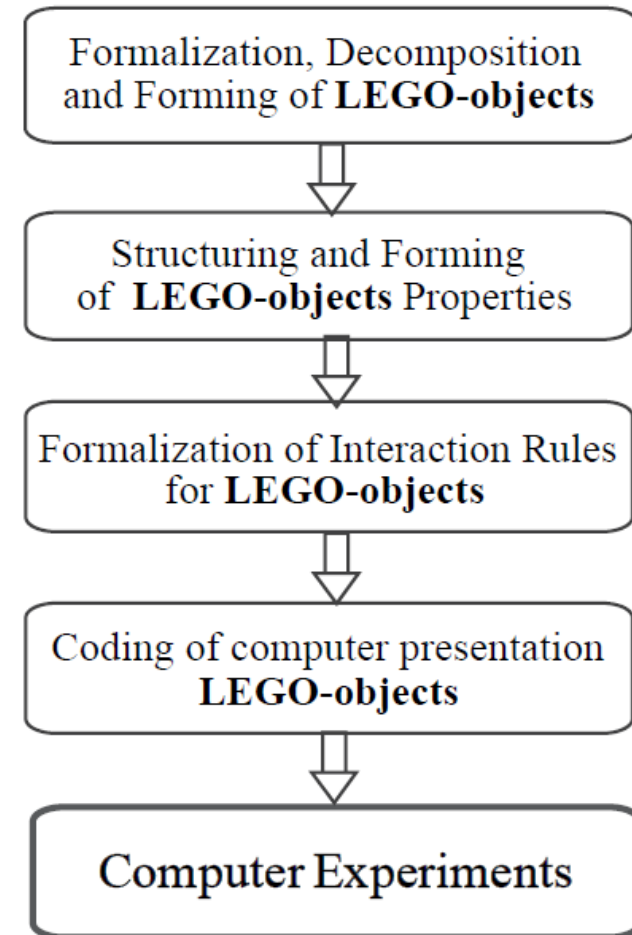 Formalization, Decomposition
and Forming of LEGO-objects
Structuring and Forming
of LEGO-objects Properties
Formalization of Interaction Rules
for LEGO-objects
Coding of computer presentation
LEGO-objects
Computer Experiments